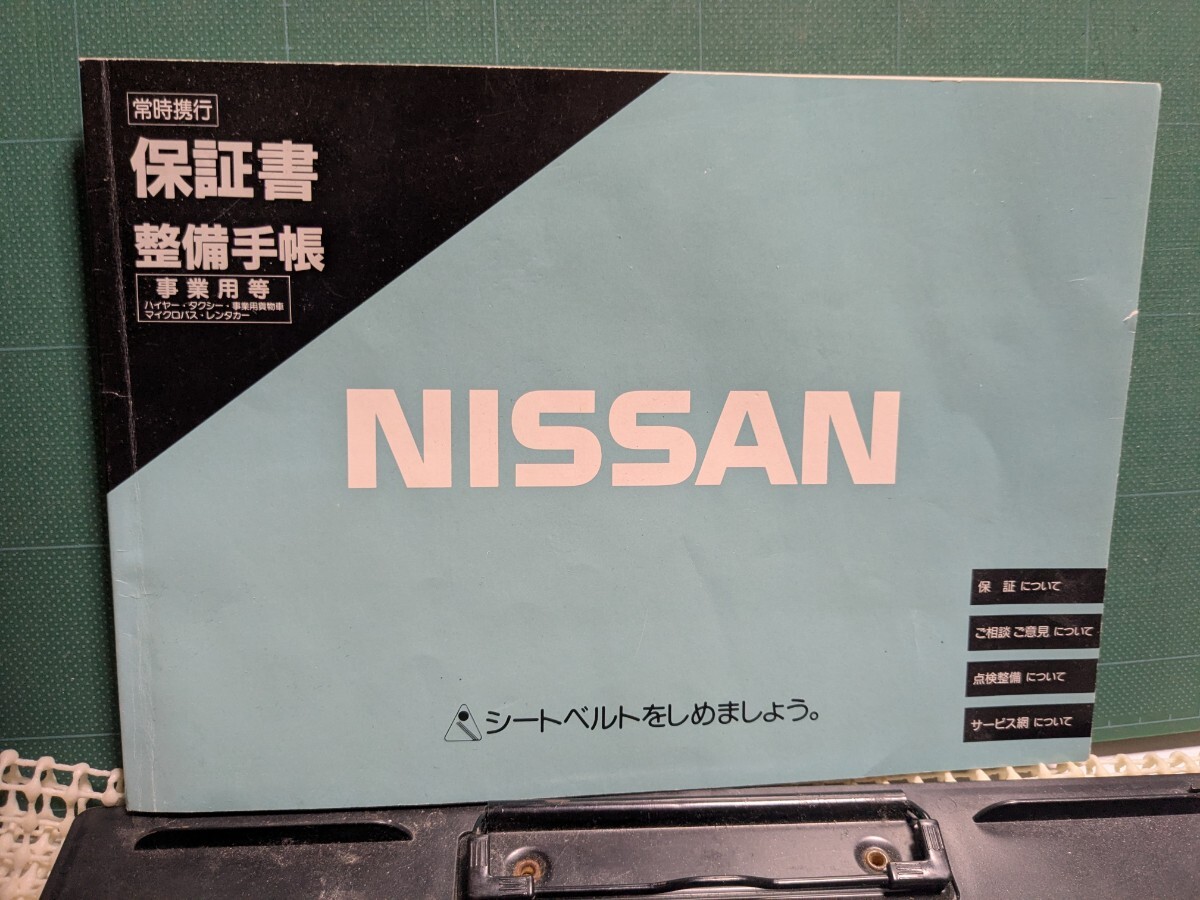 常時携行
保証書
整備手帳
事業用等
ハイヤー・タクシー・事業用貨物車
マイクロバス・レンタカー
NISSAN
保 証 について
ご相談 ご意見 について
点検整備 について
サービス網 について
シートベルトをしめましょう。